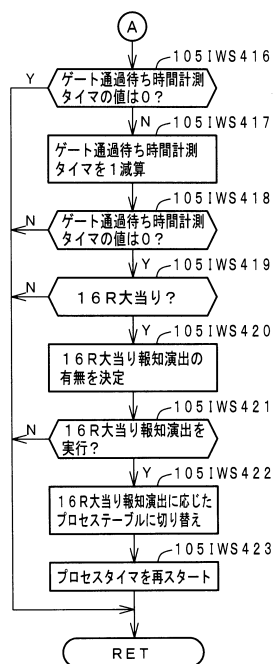 A
105IWS416
Y
ゲート通過待ち時間計測
タイマの値は0?
N
105IWS417
ゲート通過待ち時間計測
タイマを1減算
105IWS418
N
ゲート通過待ち時間計測
タイマの値は0?
Y
105IWS419
N
16R大当り?
Y
105IWS420
16R大当り報知演出の
有無を決定
105IWS421
N
16R大当り報知演出を
実行?
Y
105IWS422
16R大当り報知演出に応じた
プロセステーブルに切り替え
105IWS423
プロセスタイマを再スタート
RET